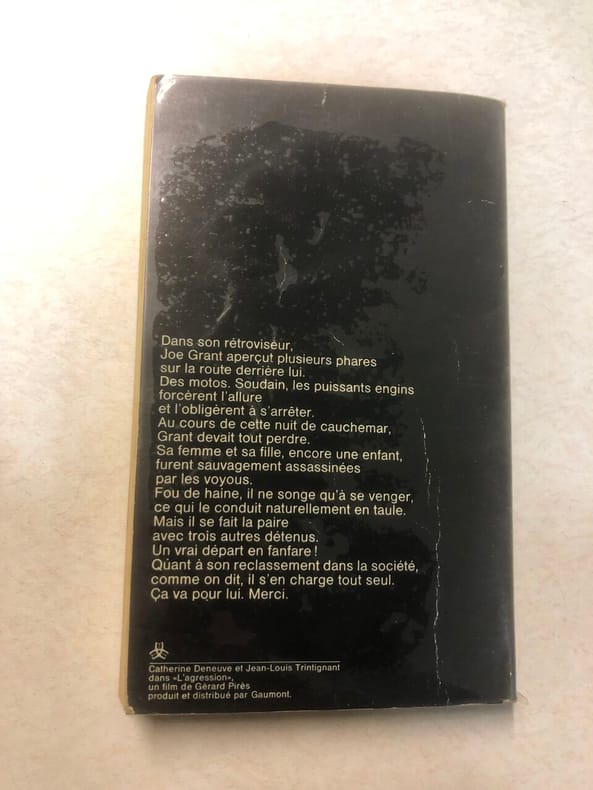 Dans son rétroviseur,
Joe Grant aperçut plusieurs phares
sur la route derrière lui.
Des motos. Soudain, les puissants engins
forcèrent l'allure
et l'obligèrent à s'arrêter.
Au cours de cette nuit de cauchemar,
Grant devait tout perdre.
Sa femme et sa fille, encore une enfant,
furent sauvagement assassinées
par les voyous.
Fou de haine, il ne songe qu'à se venger,
ce qui le conduit naturellement en taule.
Mais il se fait la paire
avec trois autres détenus.
Un vrai départ en fanfare !
Quant à son reclassement dans la société,
comme on dit, il s'en charge tout seul.
Ça va pour lui. Merci.
Catherine Deneuve et Jean-Louis Trintignant
dans «L'agression»,
un film de Gérard Pirès
produit et distribué par Gaumont.